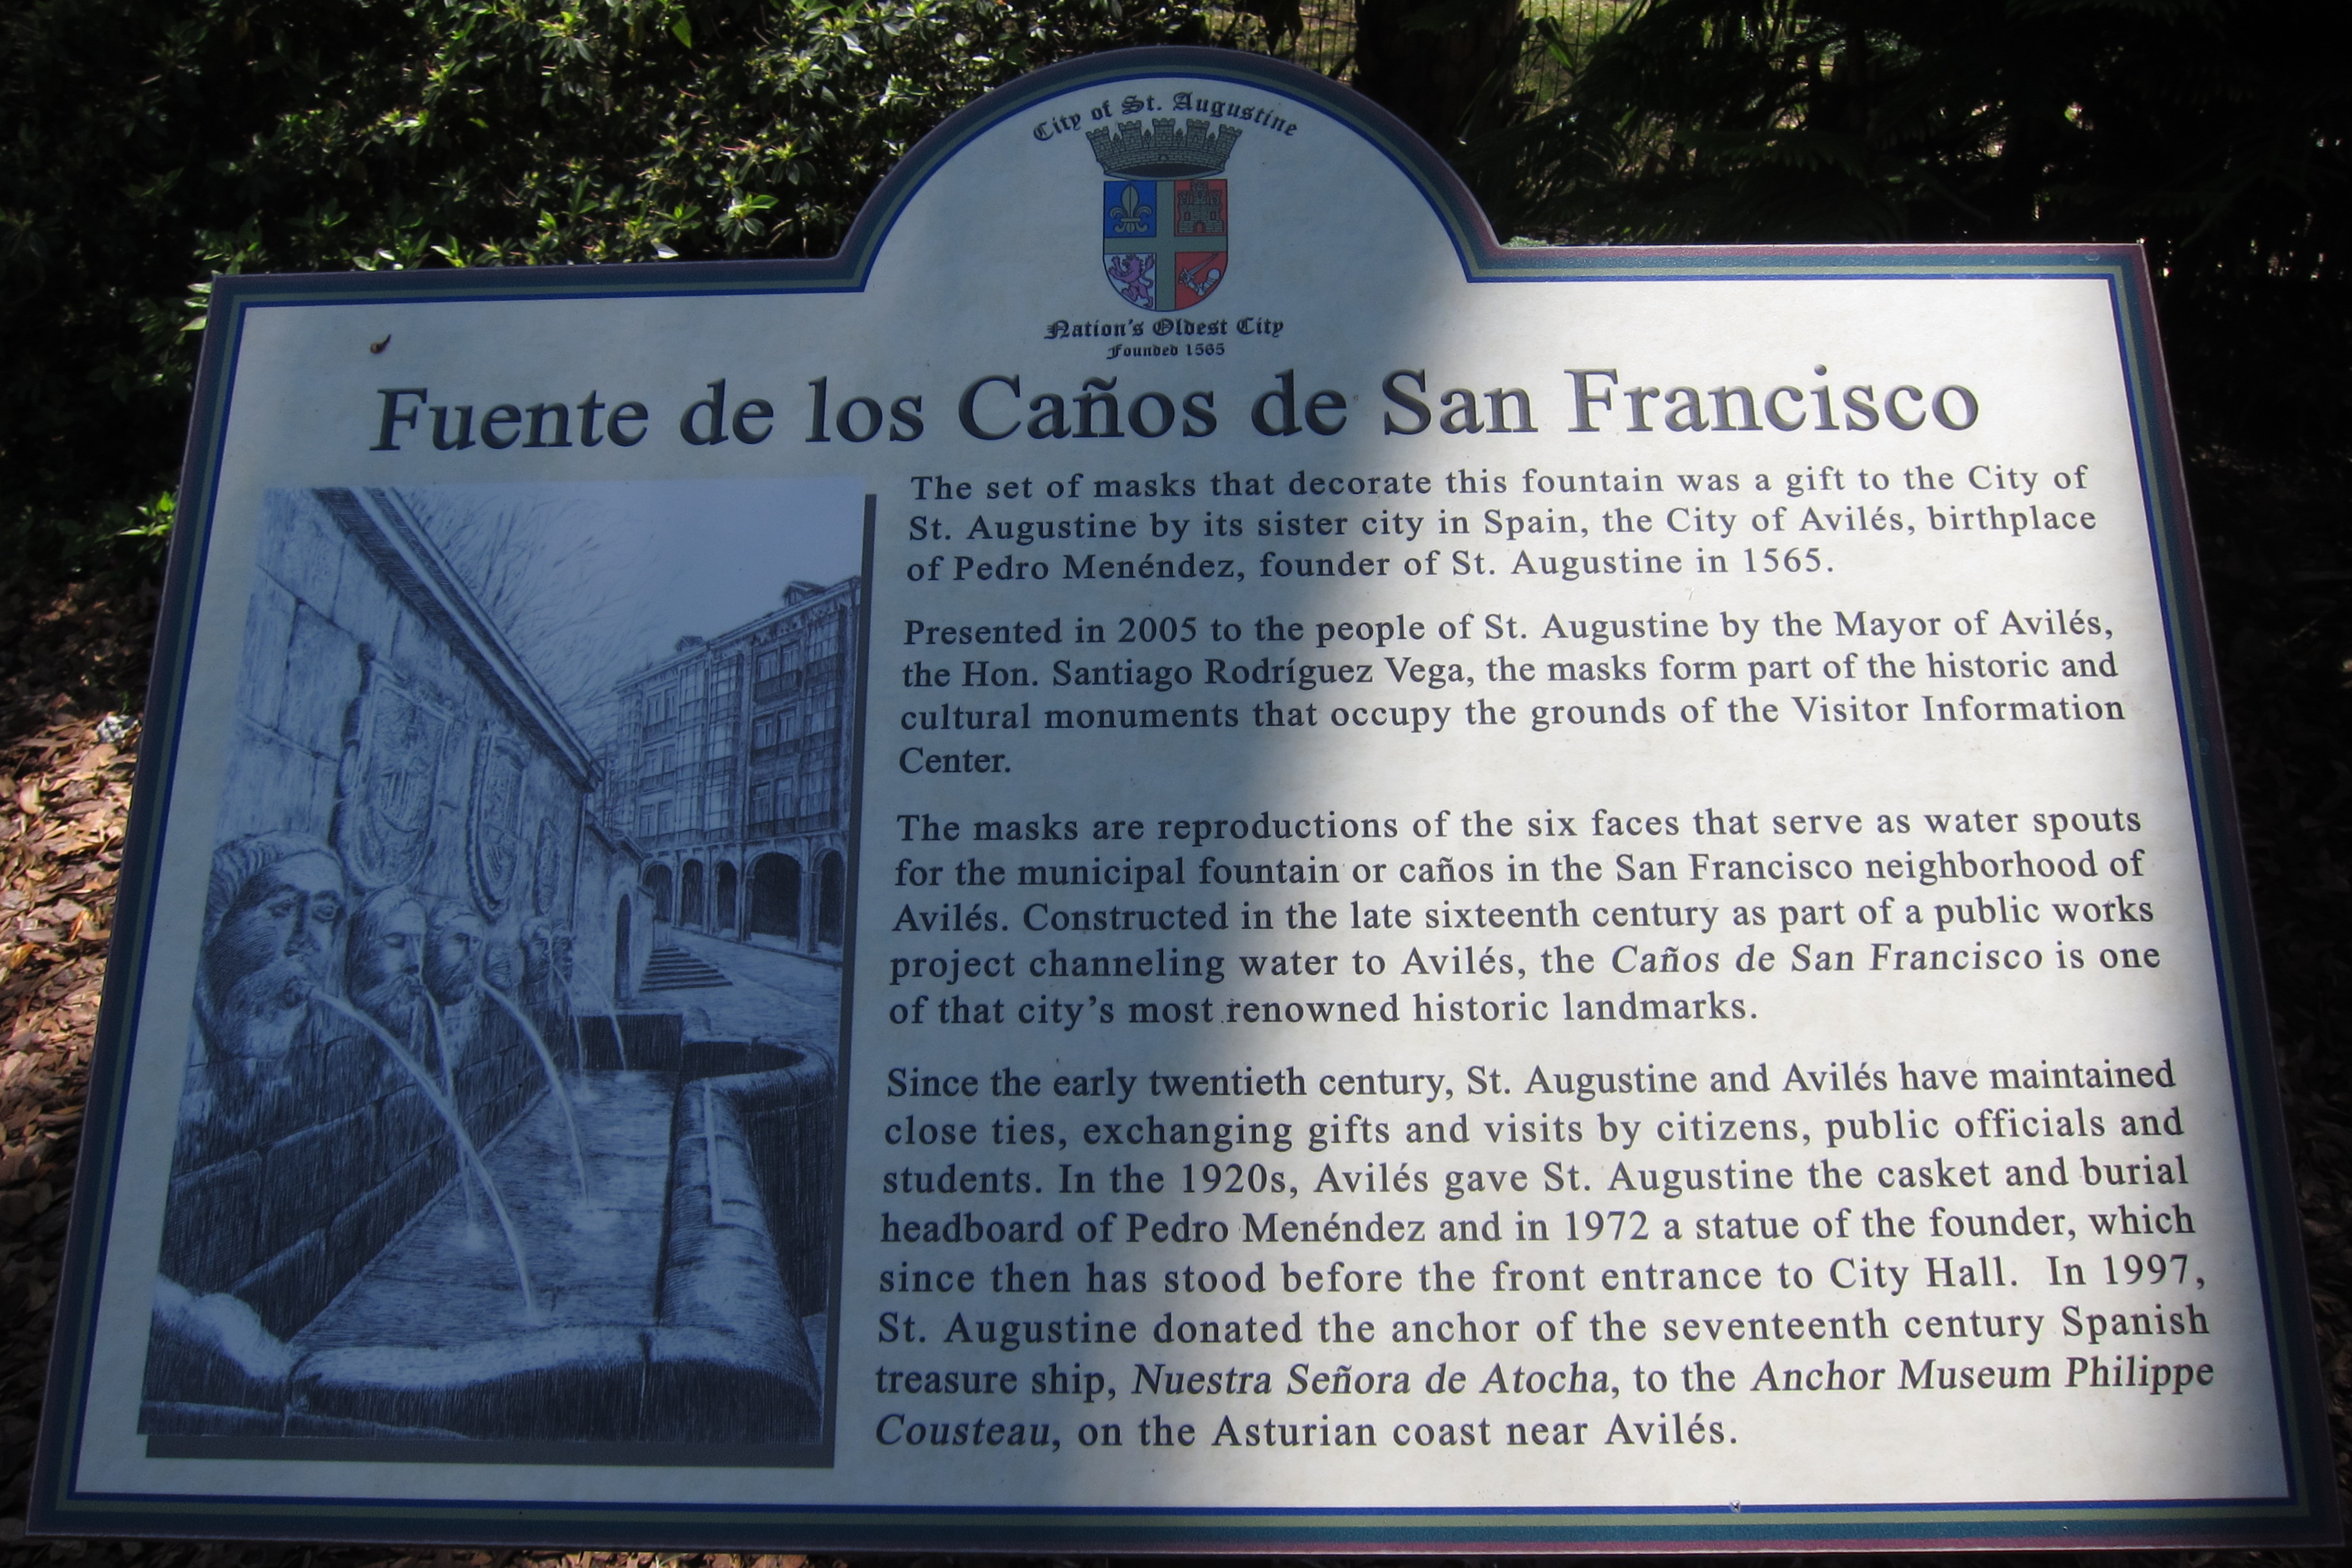 City of St. Augustine
Nation's Oldest City
Founded 1565
Fuente de los Caños de San Francisco
The set of masks that decorate this fountain was a gift to the City of
St. Augustine by its sister city in Spain, the City of Avilés, birthplace
of Pedro Menéndez, founder of St. Augustine in 1565.
Presented in 2005 to the people of St. Augustine by the Mayor of Avilés,
the Hon. Santiago Rodríguez Vega, the masks form part of the historic and
cultural monuments that occupy the grounds of the Visitor Information
Center.
The masks are reproductions of the six faces that serve as water spouts
for the municipal fountain or caños in the San Francisco neighborhood of
Avilés. Constructed in the late sixteenth century as part of a public works
project channeling water to Avilés, the Caños de San Francisco is one
of that city's most renowned historic landmarks.
Since the early twentieth century, St. Augustine and Avilés have maintained
close ties, exchanging gifts and visits by citizens, public officials and
students. In the 1920s, Avilés gave St. Augustine the casket and burial
headboard of Pedro Menéndez and in 1972 a statue of the founder, which
since then has stood before the front entrance to City Hall. In 1997,
St. Augustine donated the anchor of the seventeenth century Spanish
treasure ship, Nuestra Señora de Atocha, to the Anchor Museum Philippe
Cousteau, on the Asturian coast near Avilés.